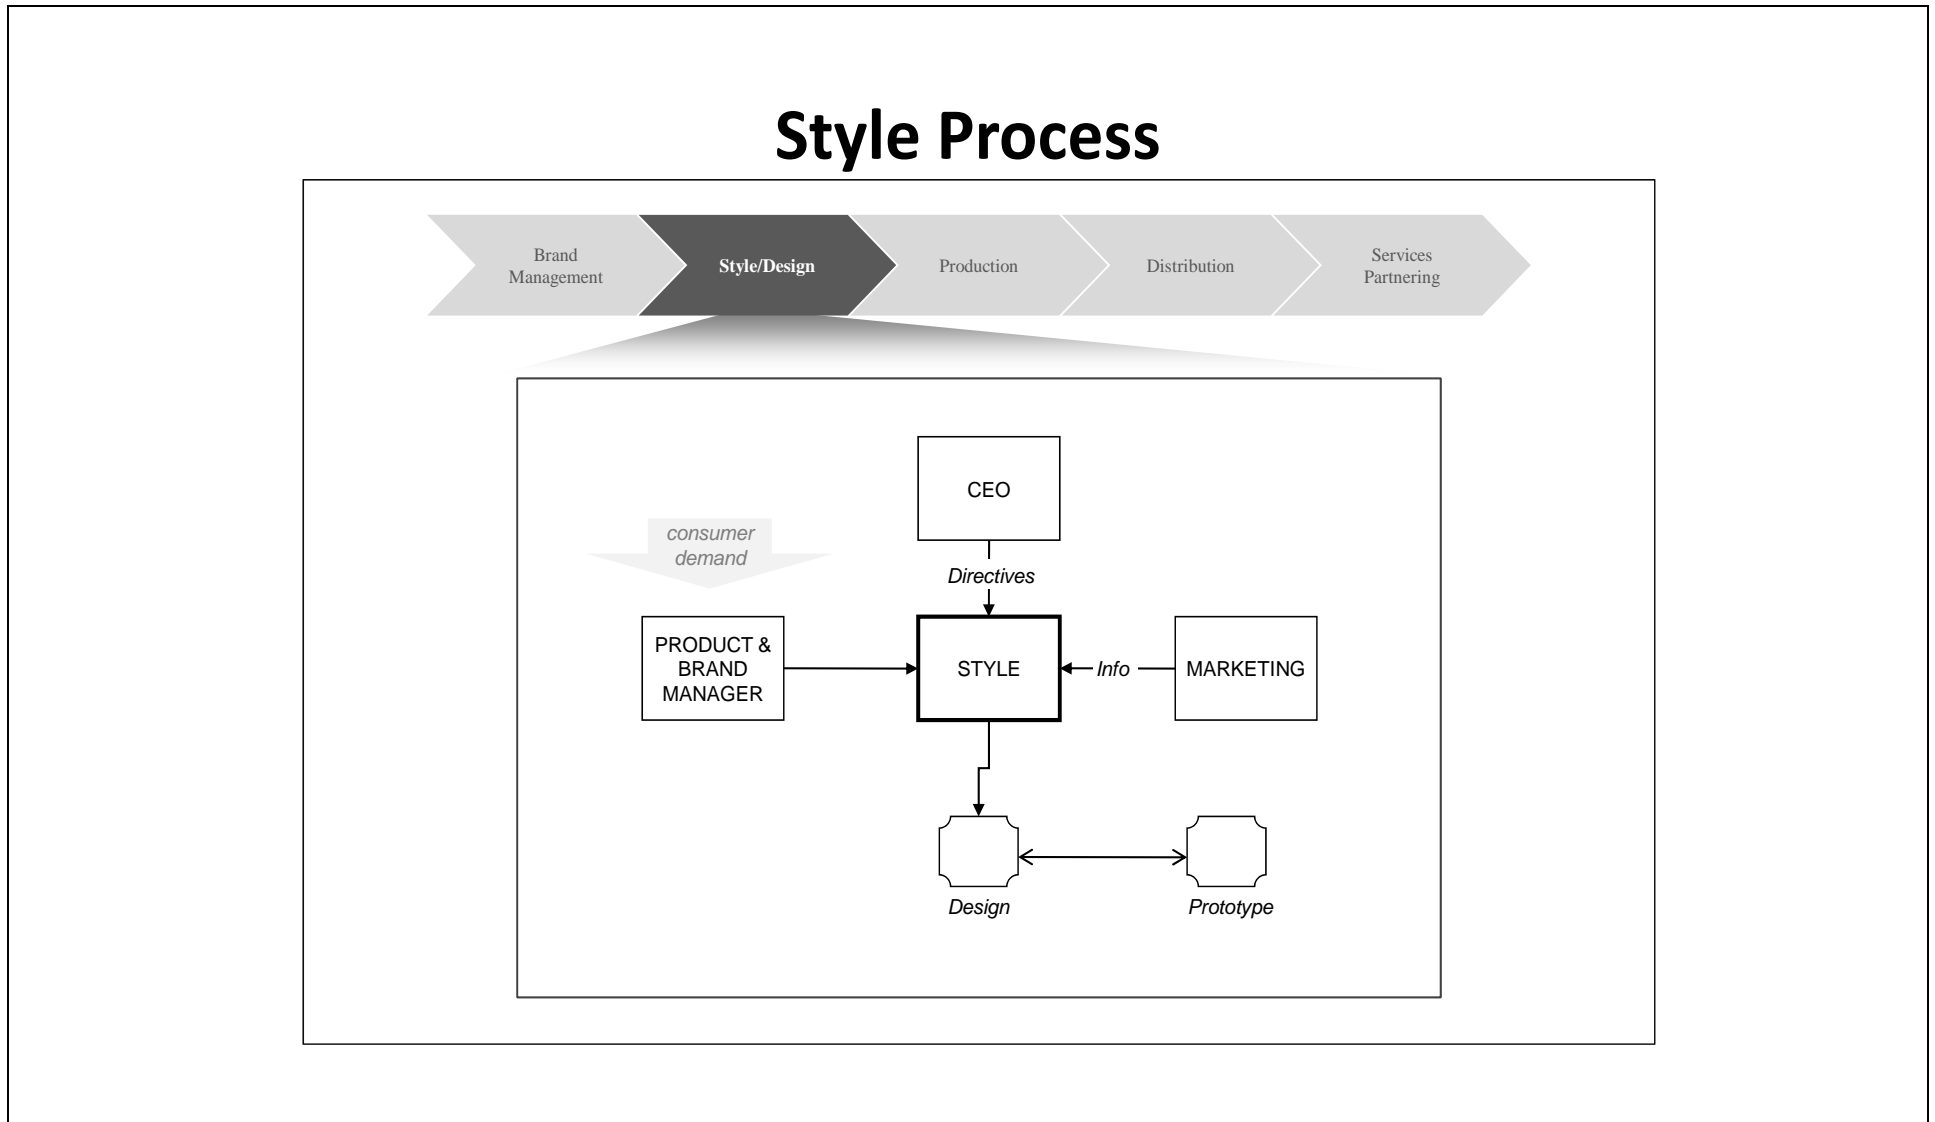 Style Process
Brand
Management
Style/Design
Production
Distribution
Services
Partnering
CEO
consumer
demand
Directives
PRODUCT &
BRAND
MANAGER
STYLE
Info
MARKETING
Design
Prototype